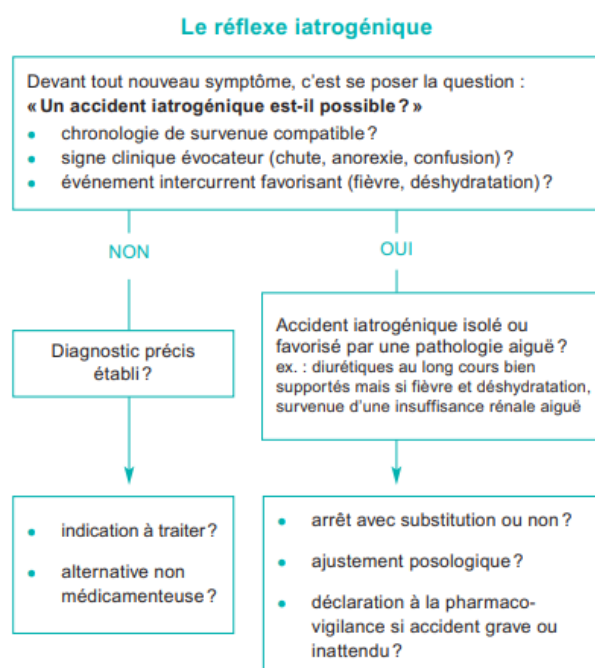 Le réflexe iatrogénique
Devant tout nouveau symptôme, c'est se poser la question :
« Un accident iatrogénique est-il possible ? »
• chronologie de survenue compatible ?
• signe clinique évocateur (chute, anorexie, confusion) ?
• événement intercurrent favorisant (fièvre, déshydratation) ?
NON
OUI
Diagnostic précis
établi ?
Accident iatrogénique isolé ou
favorisé par une pathologie aiguë ?
ex. : diurétiques au long cours bien
supportés mais si fièvre et déshydratation,
survenue d'une insuffisance rénale aiguë
• indication à traiter ?
• alternative non
médicamenteuse ?
• arrêt avec substitution ou non ?
• ajustement posologique ?
• déclaration à la pharmaco-
vigilance si accident grave ou
inattendu ?